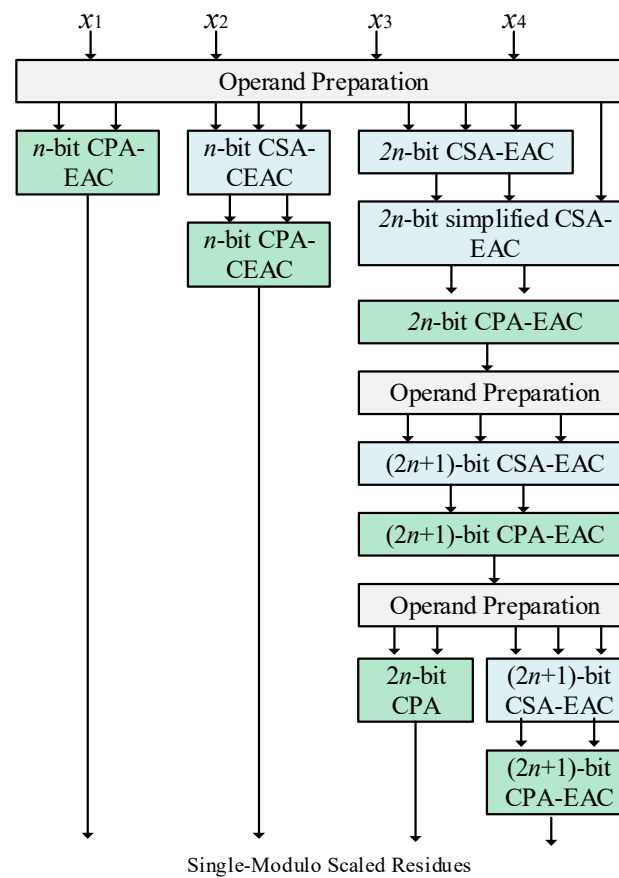 x1 x2 x3 x4
Operand Preparation
n-bit CPA-
EAC
n-bit CSA-
CEAC
n-bit CPA-
CEAC
2n-bit CSA-EAC
2n-bit simplified CSA-
EAC
2n-bit CPA-EAC
Operand Preparation
(2n+1)-bit CSA-EAC
(2n+1)-bit CPA-EAC
Operand Preparation
2n-bit
CPA
(2n+1)-bit
CSA-EAC
(2n+1)-bit
CPA-EAC
Single-Modulo Scaled Residues